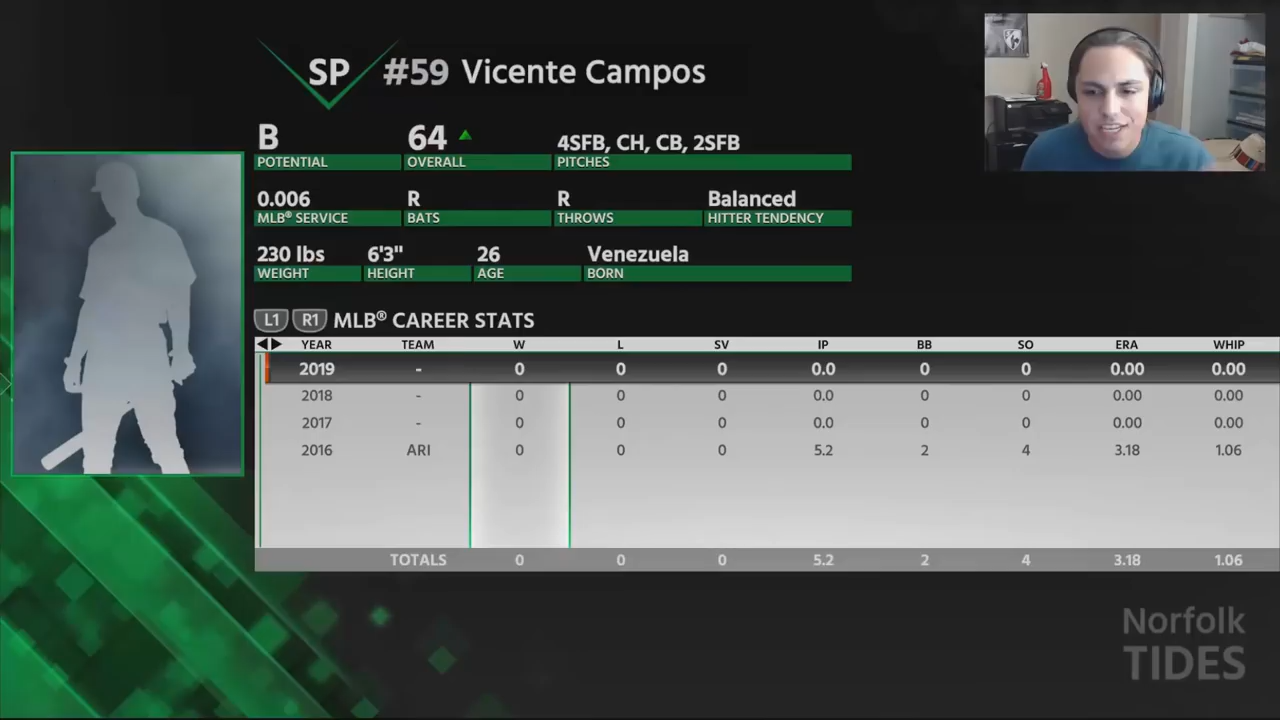 SP #59 Vicente Campos
B 64 4SFB, CH, CB, 2SFB
POTENTIAL OVERALL PITCHES
0.006 R R Balanced
MLB® SERVICE BATS THROWS HITTER TENDENCY
230 lbs 6'3" 26 Venezuela
WEIGHT HEIGHT AGE BORN
L1 R1 MLB® CAREER STATS
YEAR TEAM W L SV IP BB SO ERA WHIP
2019 - 0 0 0 0.0 0 0 0.00 0.00
2018 - 0 0 0 0.0 0 0 0.00 0.00
2017 - 0 0 0 0.0 0 0 0.00 0.00
2016 ARI 0 0 0 5.2 2 4 3.18 1.06
TOTALS 0 0 0 5.2 2 4 3.18 1.06
Norfolk
TIDES